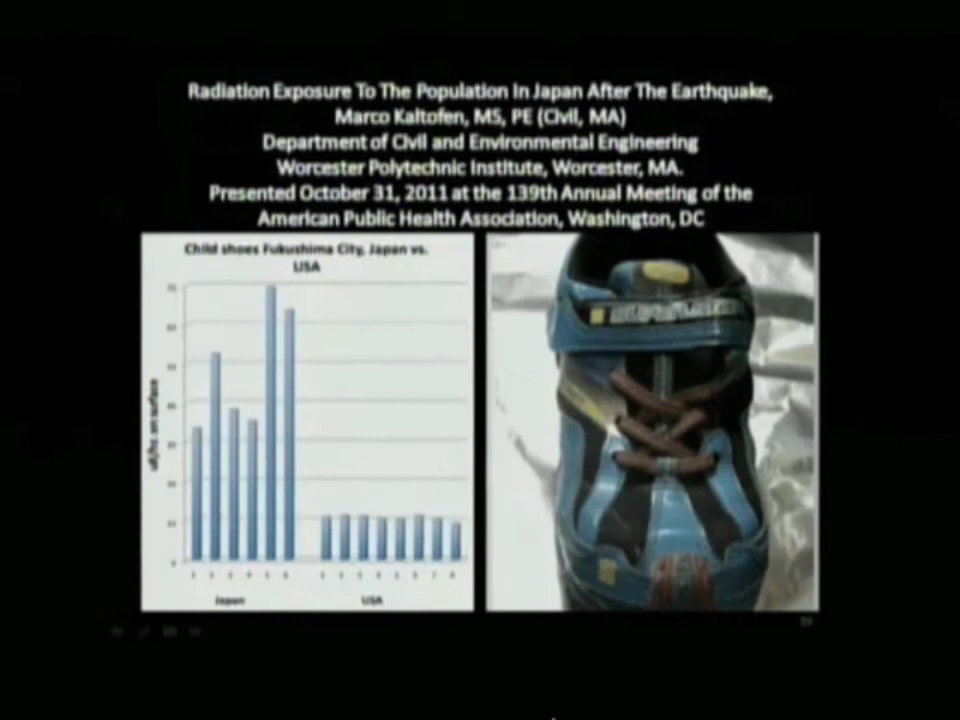 Radiation Exposure To The Population In Japan After The Earthquake,
Marco Kaltofen, MS, PE (Civil, MA)
Department of Civil and Environmental Engineering
Worcester Polytechnic Institute, Worcester, MA.
Presented October 31, 2011 at the 139th Annual Meeting of the
American Public Health Association, Washington, DC
Child shoes Fukushima City, Japan vs.
USA
Japan
USA